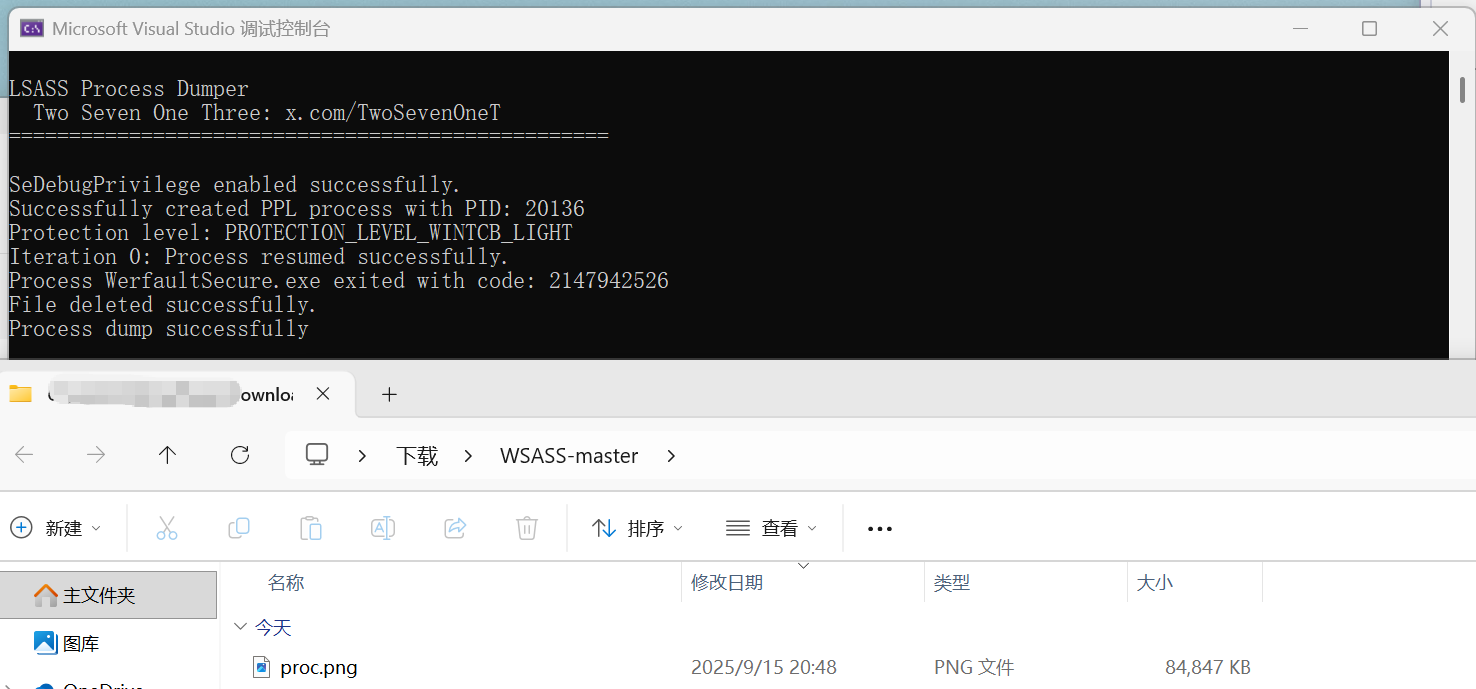 Microsoft Visual Studio 调试控制台
LSASS Process Dumper
Two Seven One Three: x.com/TwoSevenOneT
==================================================
SeDebugPrivilege enabled successfully.
Successfully created PPL process with PID: 20136
Protection level: PROTECTION_LEVEL_WINTCB_LIGHT
Iteration 0: Process resumed successfully.
Process WerfaultSecure.exe exited with code: 2147942526
File deleted successfully.
Process dump successfully
ownloa
下载 > WSASS-master >
新建 排序 查看
名称 修改日期 类型 大小
主文件夹
今天
图库
proc.png 2025/9/15 20:48 PNG 文件 84,847 KB
OneDrive